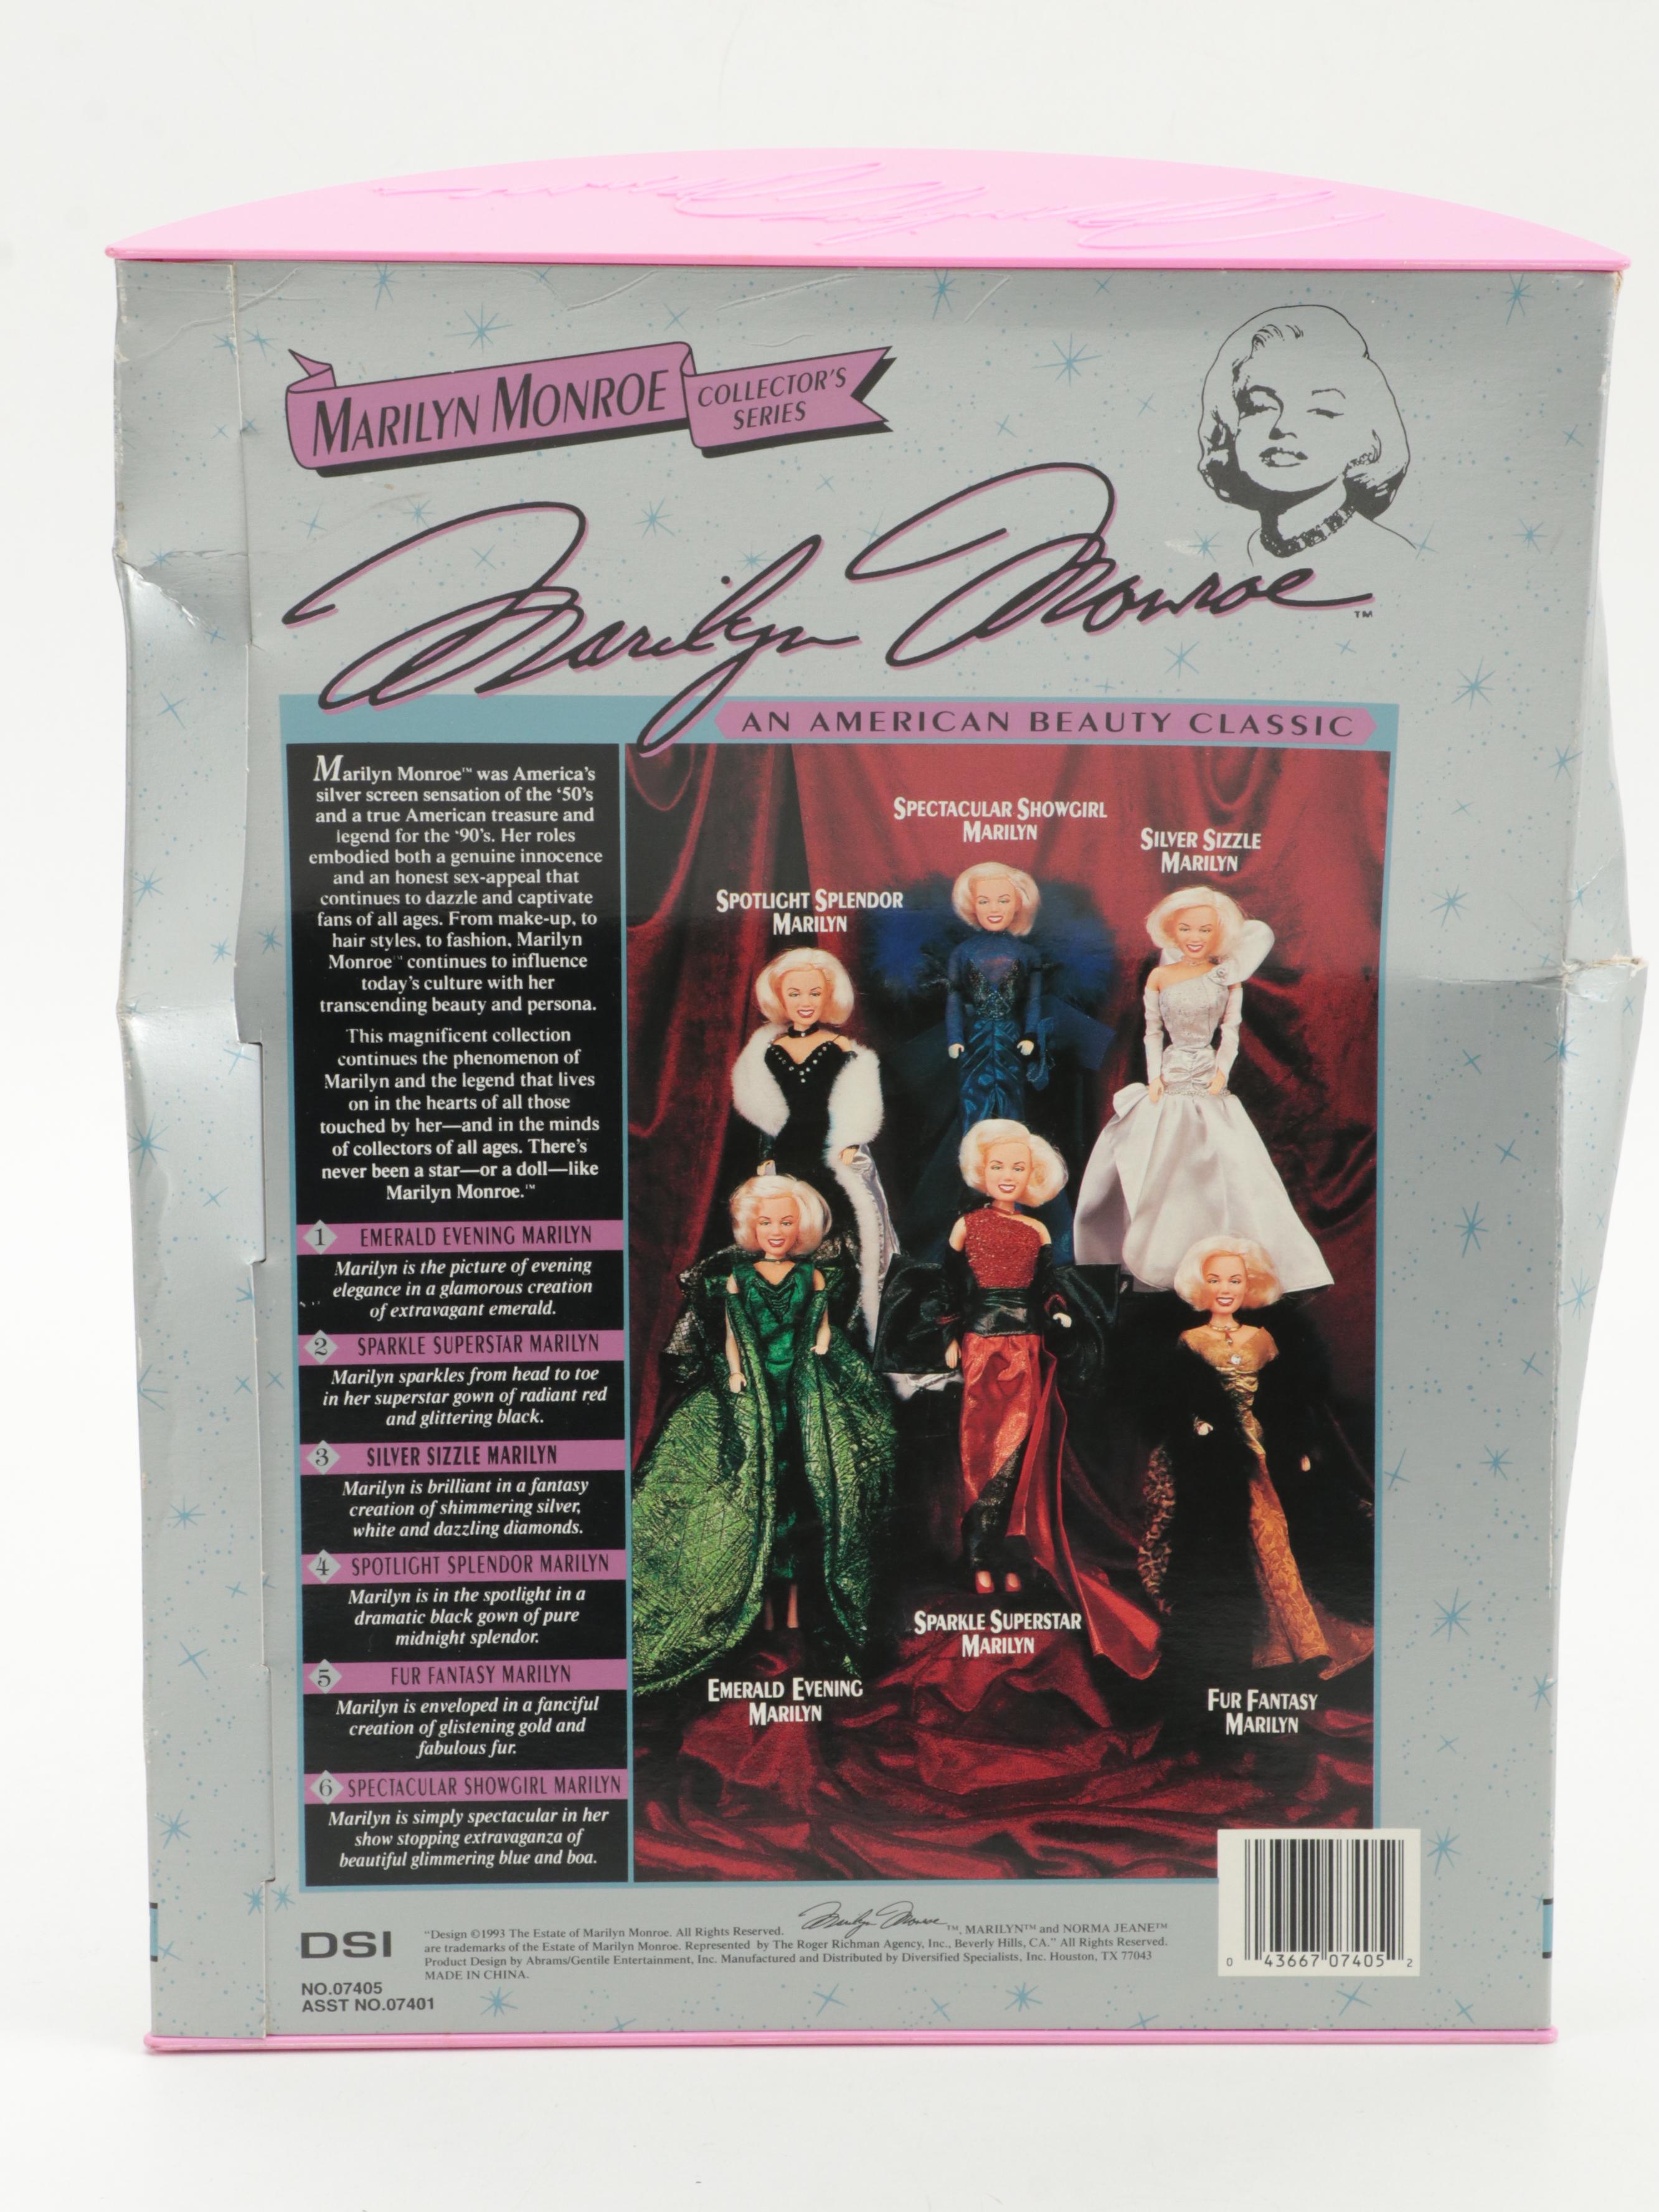 Marilyn Monroe
MARILYN MONROE
COLLECTOR'S
SERIES
Marilyn Monroe™
AN AMERICAN BEAUTY CLASSIC
Marilyn Monroe™ was America's
silver screen sensation of the '50's
and a true American treasure and
legend for the '90's. Her roles
embodied both a genuine innocence
and an honest sex-appeal that
continues to dazzle and captivate
fans of all ages. From make-up, to
hair styles, to fashion, Marilyn
Monroe™ continues to influence
today's culture with her
transcending beauty and persona.
This magnificent collection
continues the phenomenon of
Marilyn and the legend that lives
on in the hearts of all those
touched by her—and in the minds
of collectors of all ages. There's
never been a star—or a doll—like
Marilyn Monroe.™
1 EMERALD EVENING MARILYN
Marilyn is the picture of evening
elegance in a glamorous creation
of extravagant emerald.
2 SPARKLE SUPERSTAR MARILYN
Marilyn sparkles from head to toe
in her superstar gown of radiant red
and glittering black.
3 SILVER SIZZLE MARILYN
Marilyn is brilliant in a fantasy
creation of shimmering silver,
white and dazzling diamonds.
4 SPOTLIGHT SPLENDOR MARILYN
Marilyn is in the spotlight in a
dramatic black gown of pure
midnight splendor.
5 FUR FANTASY MARILYN
Marilyn is enveloped in a fanciful
creation of glistening gold and
fabulous fur.
6 SPECTACULAR SHOWGIRL MARILYN
Marilyn is simply spectacular in her
show stopping extravaganza of
beautiful glimmering blue and boa.
SPECTACULAR SHOWGIRL
MARILYN
SILVER SIZZLE
MARILYN
SPOTLIGHT SPLENDOR
MARILYN
SPARKLE SUPERSTAR
MARILYN
EMERALD EVENING
MARILYN
FUR FANTASY
MARILYN
DSI
"Design ©1993 The Estate of Marilyn Monroe. All Rights Reserved. Marilyn Monroe™, MARILYN™ and NORMA JEANE™
are trademarks of the Estate of Marilyn Monroe. Represented by The Roger Richman Agency, Inc., Beverly Hills, CA." All Rights Reserved.
Product Design by Abrams/Gentile Entertainment, Inc. Manufactured and Distributed by Diversified Specialists, Inc. Houston, TX 77043
MADE IN CHINA.
NO.07405
ASST NO.07401
0 43667 07405 2